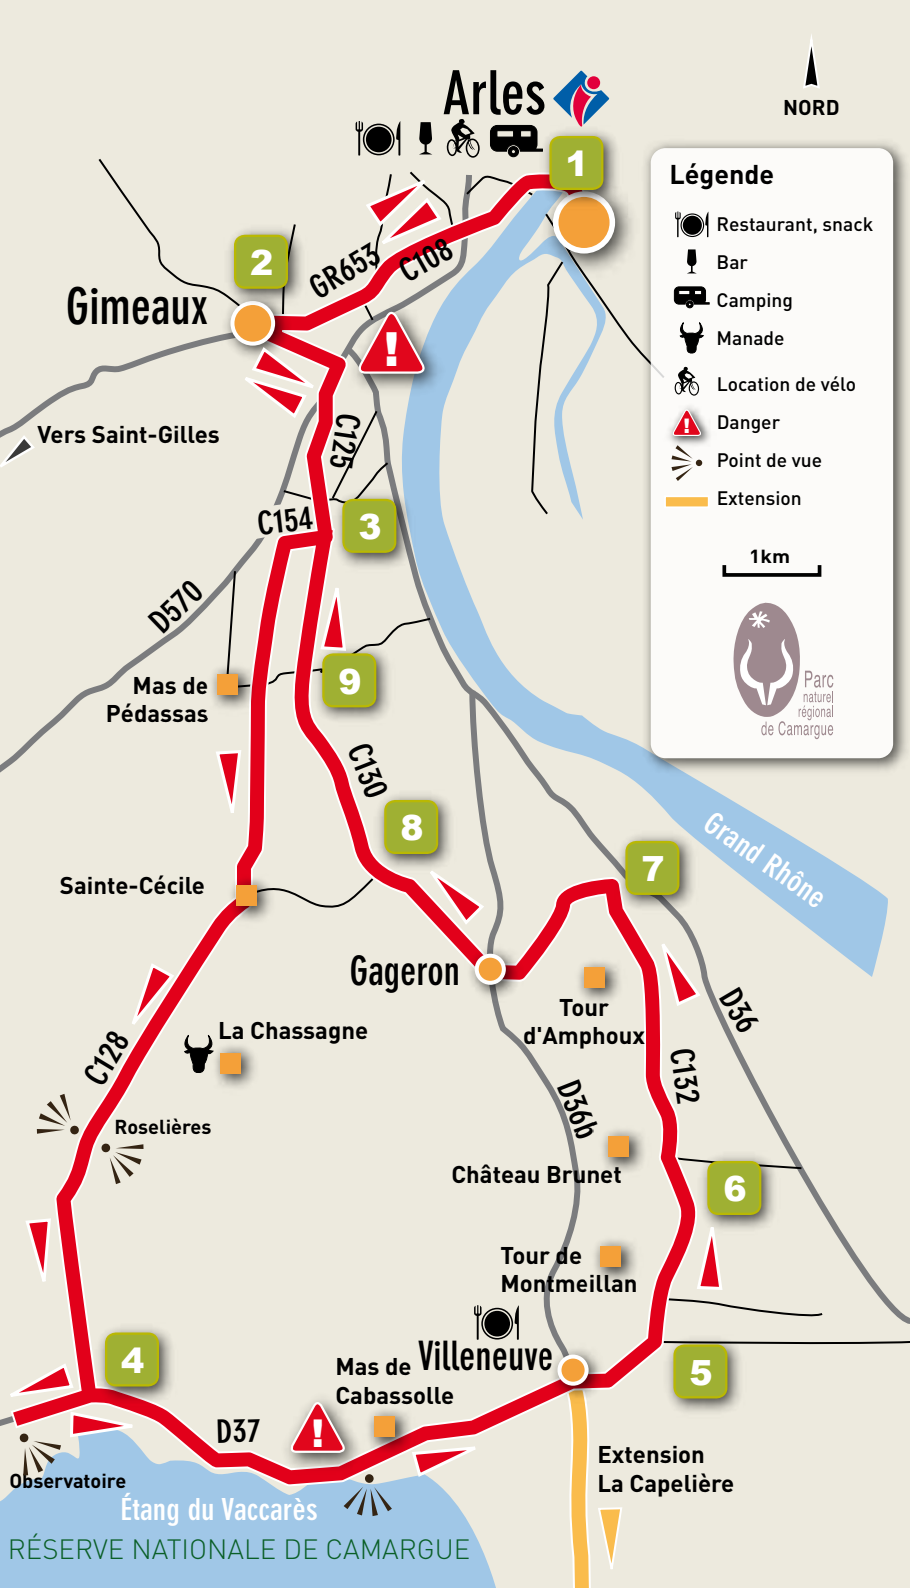 Arles
NORD
1
Légende
Restaurant, snack
Bar
Camping
Manade
Location de vélo
Danger
Point de vue
Extension
1km
Parc
naturel
régional
de Camargue
2
GR653
C108
Gimeaux
!
Vers Saint-Gilles
C125
C154
3
D570
Mas de
Pédassas
9
C130
8
Grand Rhône
7
Sainte-Cécile
Gageron
Tour
d'Amphoux
D36
La Chassagne
C128
C132
D36b
Roselières
Château Brunet
6
Tour de
Montmeillan
Villeneuve
4
5
Mas de
Cabassolle
D37
!
Extension
La Capelière
Observatoire
Étang du Vaccarès
RÉSERVE NATIONALE DE CAMARGUE